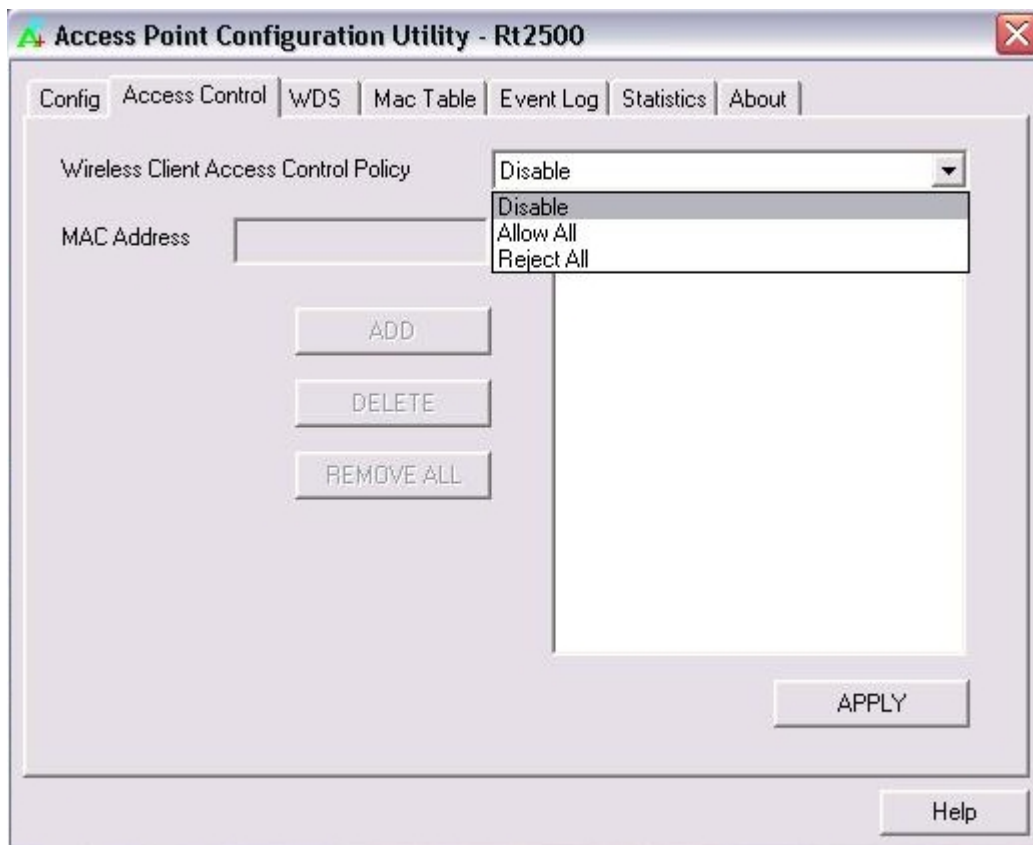 Access Point Configuration Utility - Rt2500
Config Access Control WDS Mac Table Event Log Statistics About
Wireless Client Access Control Policy Disable
Disable
Allow All
Reject All
MAC Address
ADD
DELETE
REMOVE ALL
APPLY
Help